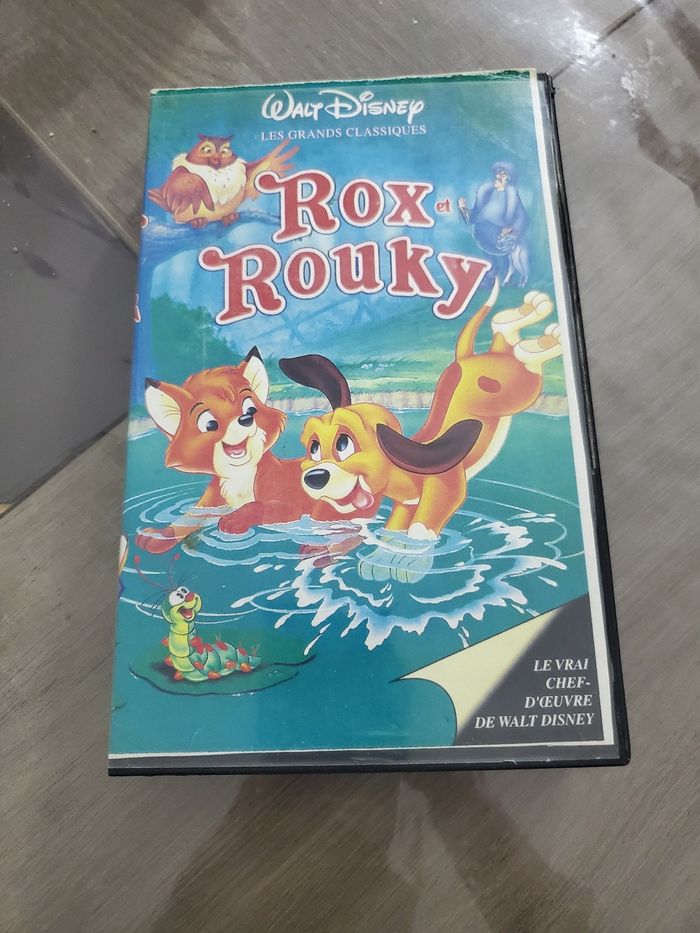 WALT DISNEY
LES GRANDS CLASSIQUES
ROX et
ROUKY
LE VRAI
CHEF-
D'ŒUVRE
DE WALT DISNEY